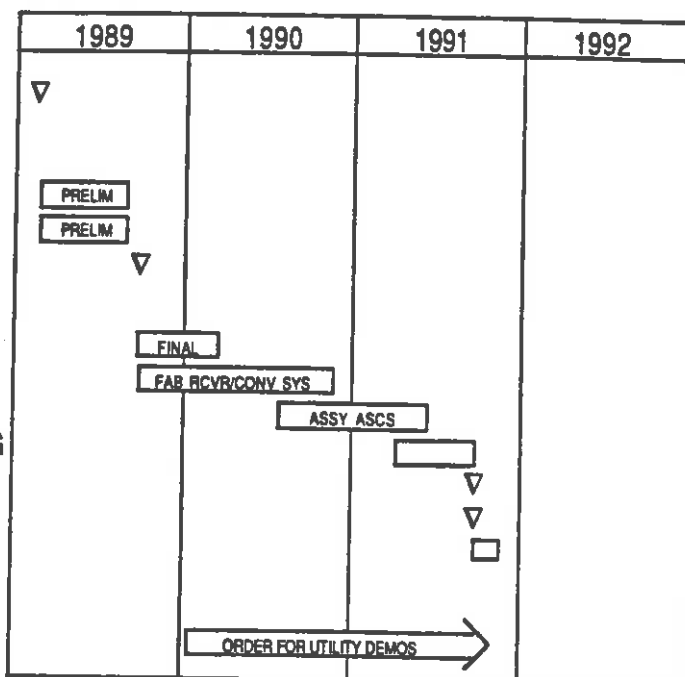 1989 1990 1991 1992
PRELIM
PRELIM
FINAL
FAB RCVR/CONV SYS
ASSY ASCS
ORDER FOR UTILITY DEMOS